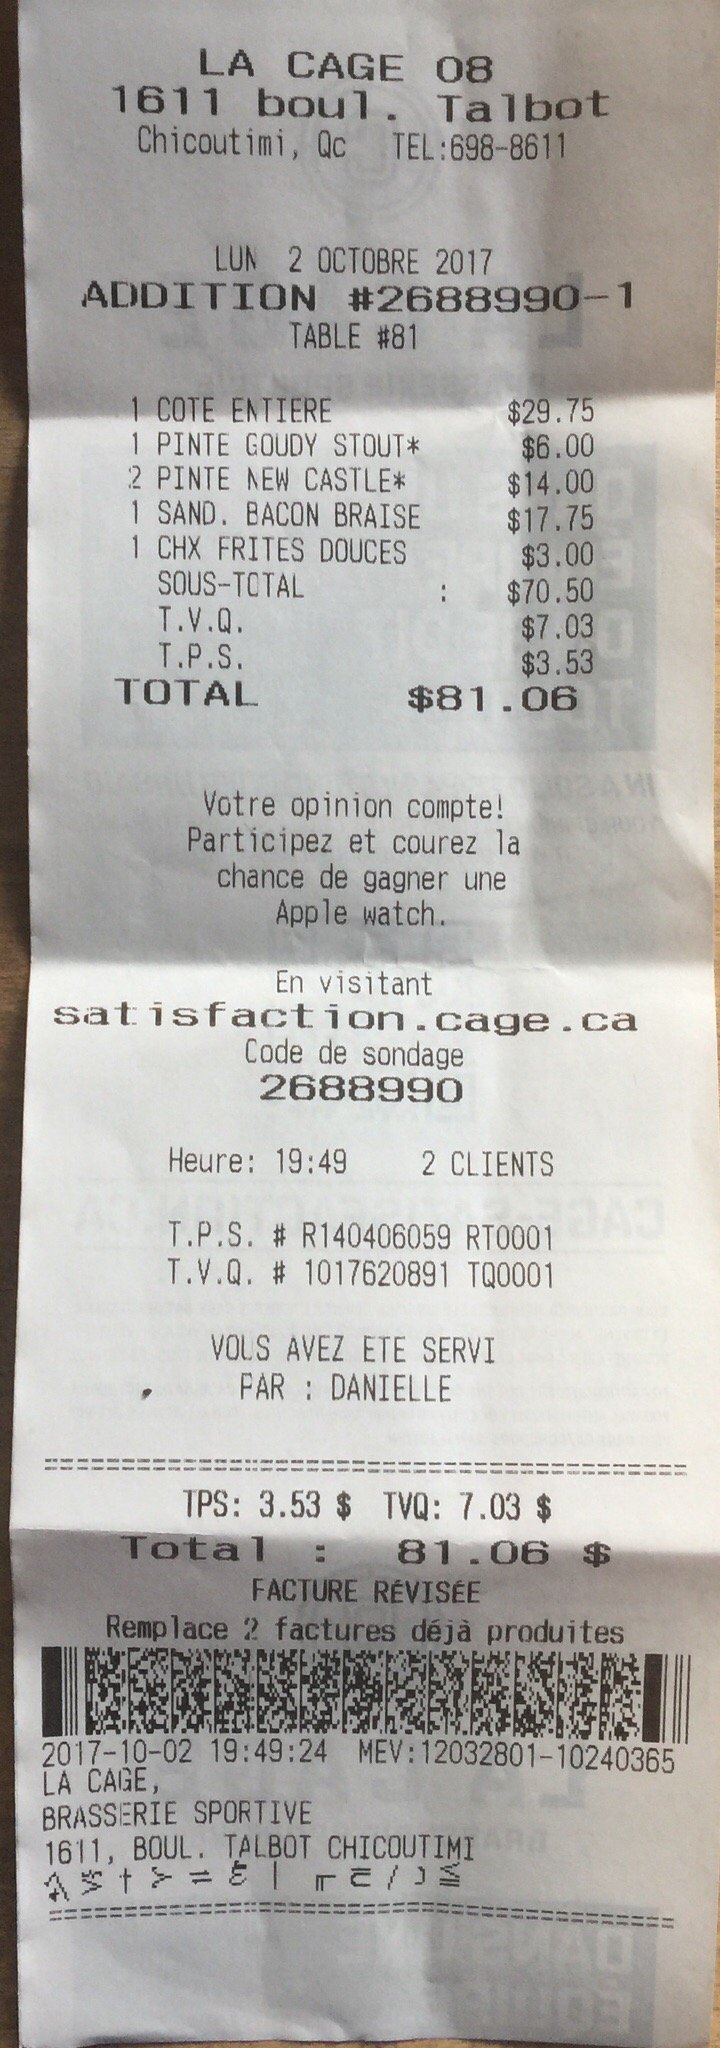 LA CAGE 08
1611 boul. Talbot
Chicoutimi, Qc TEL:698-8611
LUN 2 OCTOBRE 2017
ADDITION #2688990-1
TABLE #81
1 COTE ENTIERE $29.75
1 PINTE GOUDY STOUT* $6.00
2 PINTE NEW CASTLE* $14.00
1 SAND. BACON BRAISE $17.75
1 CHX FRITES DOUCES $3.00
SOUS-TOTAL : $70.50
T.V.Q. $7.03
T.P.S. $3.53
TOTAL $81.06
Votre opinion compte!
Participez et courez la
chance de gagner une
Apple watch.
En visitant
satisfaction.cage.ca
Code de sondage
2688990
Heure: 19:49 2 CLIENTS
T.P.S. # R140406059 RT0001
T.V.Q. # 1017620891 TQ0001
VOUS AVEZ ETE SERVI
PAR : DANIELLE
TPS: 3.53 $ TVQ: 7.03 $
Total : 81.06 $
FACTURE RÉVISÉE
Remplace 2 factures déjà produites
2017-10-02 19:49:24 MEV:12032801-10240365
LA CAGE,
BRASSERIE SPORTIVE
1611, BOUL. TALBOT CHICOUTIMI